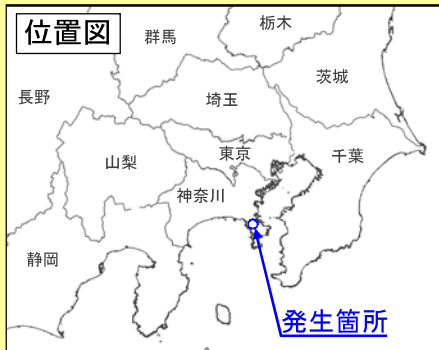 位置図
栃木
群馬
茨城
長野
埼玉
東京
千葉
山梨
神奈川
静岡
発生箇所